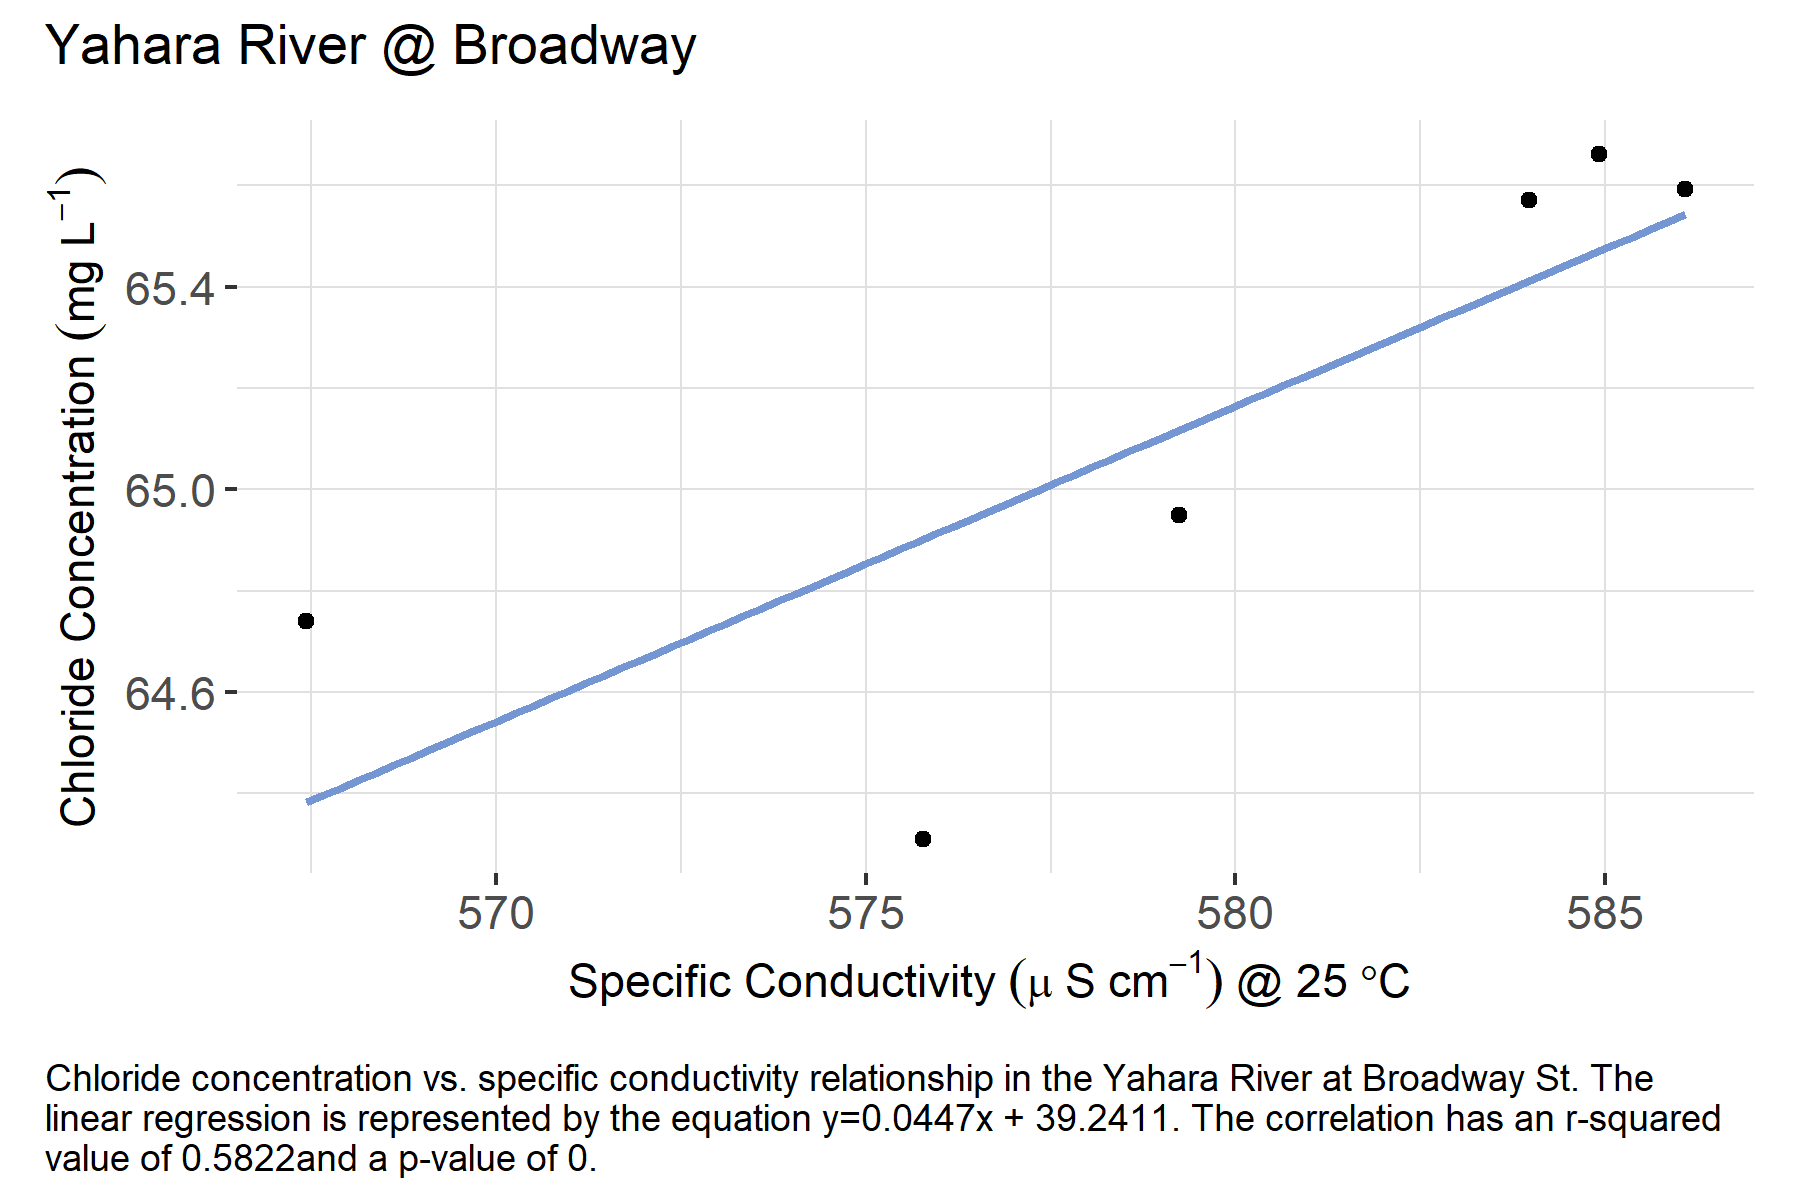 Yahara River @ Broadway
Chloride Concentration (mg L⁻¹)
65.4
65.0
64.6
570 575 580 585
Specific Conductivity (μ S cm⁻¹) @ 25 °C
Chloride concentration vs. specific conductivity relationship in the Yahara River at Broadway St. The
linear regression is represented by the equation y=0.0447x + 39.2411. The correlation has an r-squared
value of 0.5822and a p-value of 0.